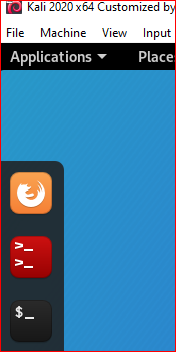 Kali 2020 x64 Customized by
File Machine View Input
Applications Place
>_
>_
$_